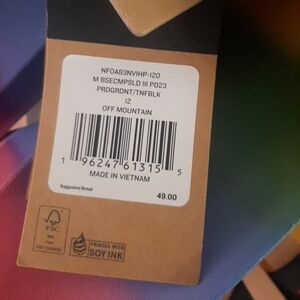 NF0A83NVIHP-I20
M BSECMPSLD III PD23
PRDGRDNT/TNFBLK
12
OFF MOUNTAIN
1 96247 61315 5
MADE IN VIETNAM
Suggested Retail
49.00
FSC
PRINTED WITH
SOY INK